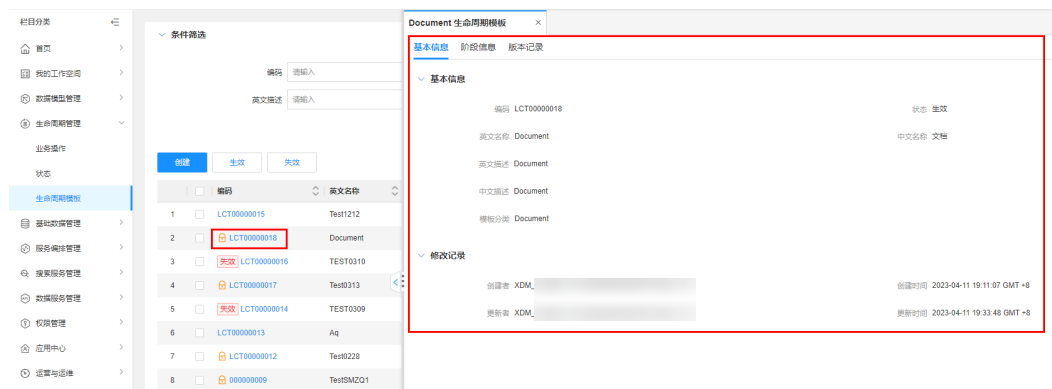 栏目分类
首页
我的工作空间
数据模型管理
生命周期管理
业务操作
状态
生命周期模板
基础数据管理
服务编排管理
搜索服务管理
数据服务管理
权限管理
应用中心
运营与运维
条件筛选
编码 请输入
英文描述 请输入
创建 生效 失效
编码 英文名称
1 LCT00000015 Test1212
2 LCT00000018 Document
3 失效 LCT00000016 TEST0310
4 LCT00000017 Test0313
5 失效 LCT00000014 TEST0309
6 LCT00000013 Aq
7 LCT00000012 Test0228
8 000000009 TestSMZQ1
Document 生命周期模板 ×
基本信息 阶段信息 版本记录
基本信息
编码 LCT00000018 状态 生效
英文名称 Document 中文名称 文档
英文描述 Document
中文描述 Document
模板分类 Document
修改记录
创建者 XDM_ 创建时间 2023-04-11 19:11:07 GMT +8
更新者 XDM_ 更新时间 2023-04-11 19:33:48 GMT +8